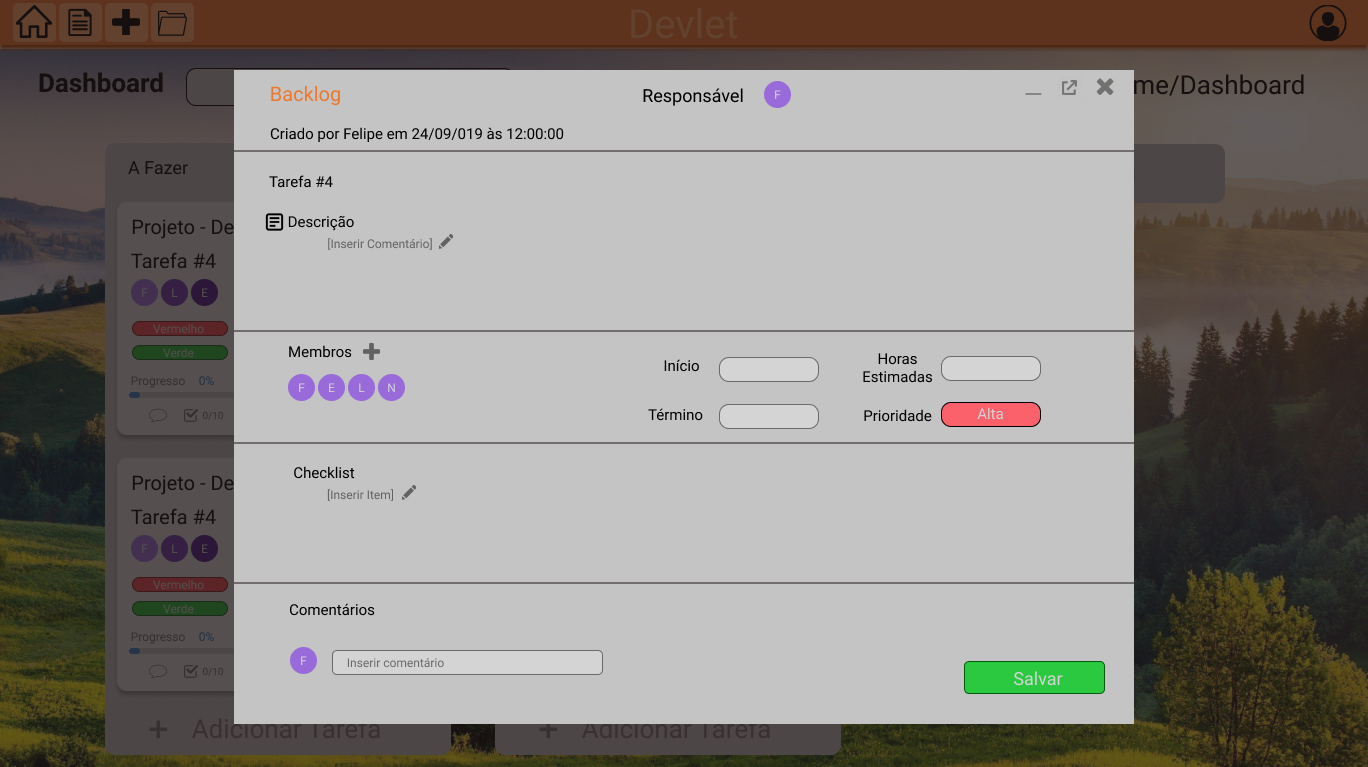 Devlet
Dashboard
me/Dashboard
Backlog
Responsável
F
Criado por Felipe em 24/09/019 às 12:00:00
A Fazer
Projeto - De
Tarefa #4
F L E
Vermelho
Verde
Progresso 0%
0/10
Projeto - De
Tarefa #4
F L E
Vermelho
Verde
Progresso 0%
0/10
Adicionar Tarefa
Adicionar Tarefa
Tarefa #4
Descrição
[Inserir Comentário]
Membros
F E L N
Início
Horas
Estimadas
Término
Prioridade
Alta
Checklist
[Inserir Item]
Comentários
F
Inserir comentário
Salvar